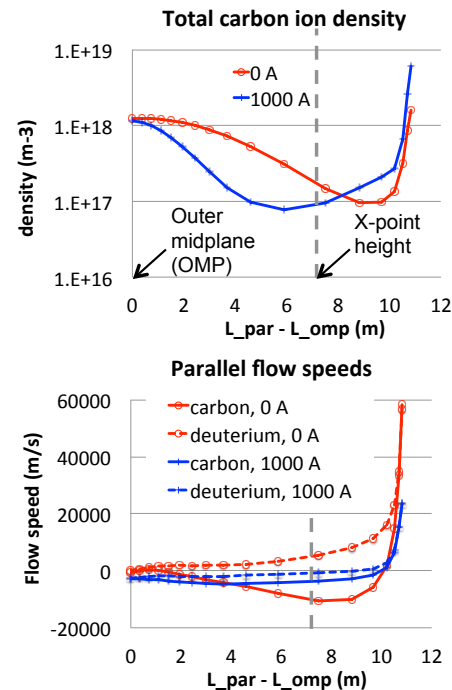 Total carbon ion density
1.E+19
1.E+18
1.E+17
1.E+16
density (m-3)
0 A
1000 A
Outer
midplane
(OMP)
X-point
height
0 2 4 6 8 10 12
L_par - L_omp (m)
Parallel flow speeds
60000
40000
20000
0
-20000
Flow speed (m/s)
carbon, 0 A
deuterium, 0 A
carbon, 1000 A
deuterium, 1000 A
0 2 4 6 8 10 12
L_par - L_omp (m)